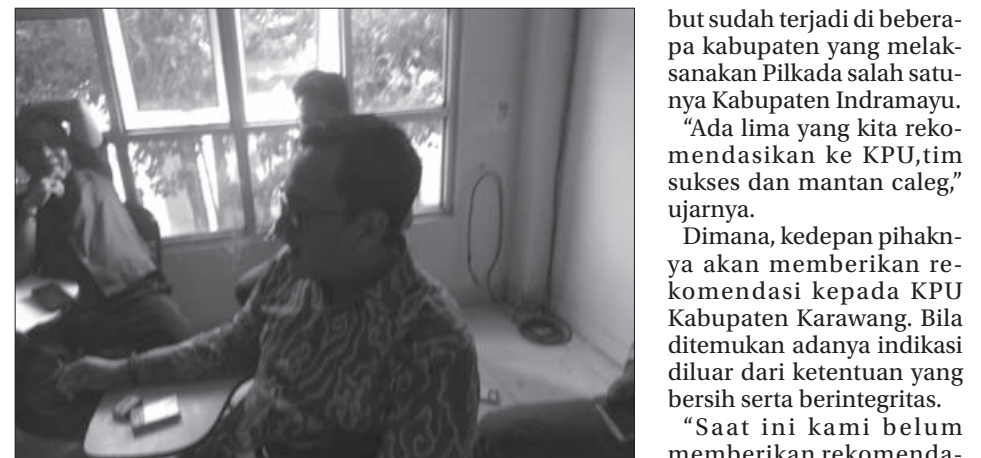 but sudah terjadi di bebera-
pa kabupaten yang melak-
sanakan Pilkada salah satu-
nya Kabupaten Indramayu.
“Ada lima yang kita reko-
mendasikan ke KPU,tim
sukses dan mantan caleg,”
ujarnya.
Dimana, kedepan pihakn-
ya akan memberikan re-
komendasi kepada KPU
Kabupaten Karawang. Bila
ditemukan adanya indikasi
diluar dari ketentuan yang
bersih serta berintegritas.
“Saat ini kami belum
memberikan rekomenda-